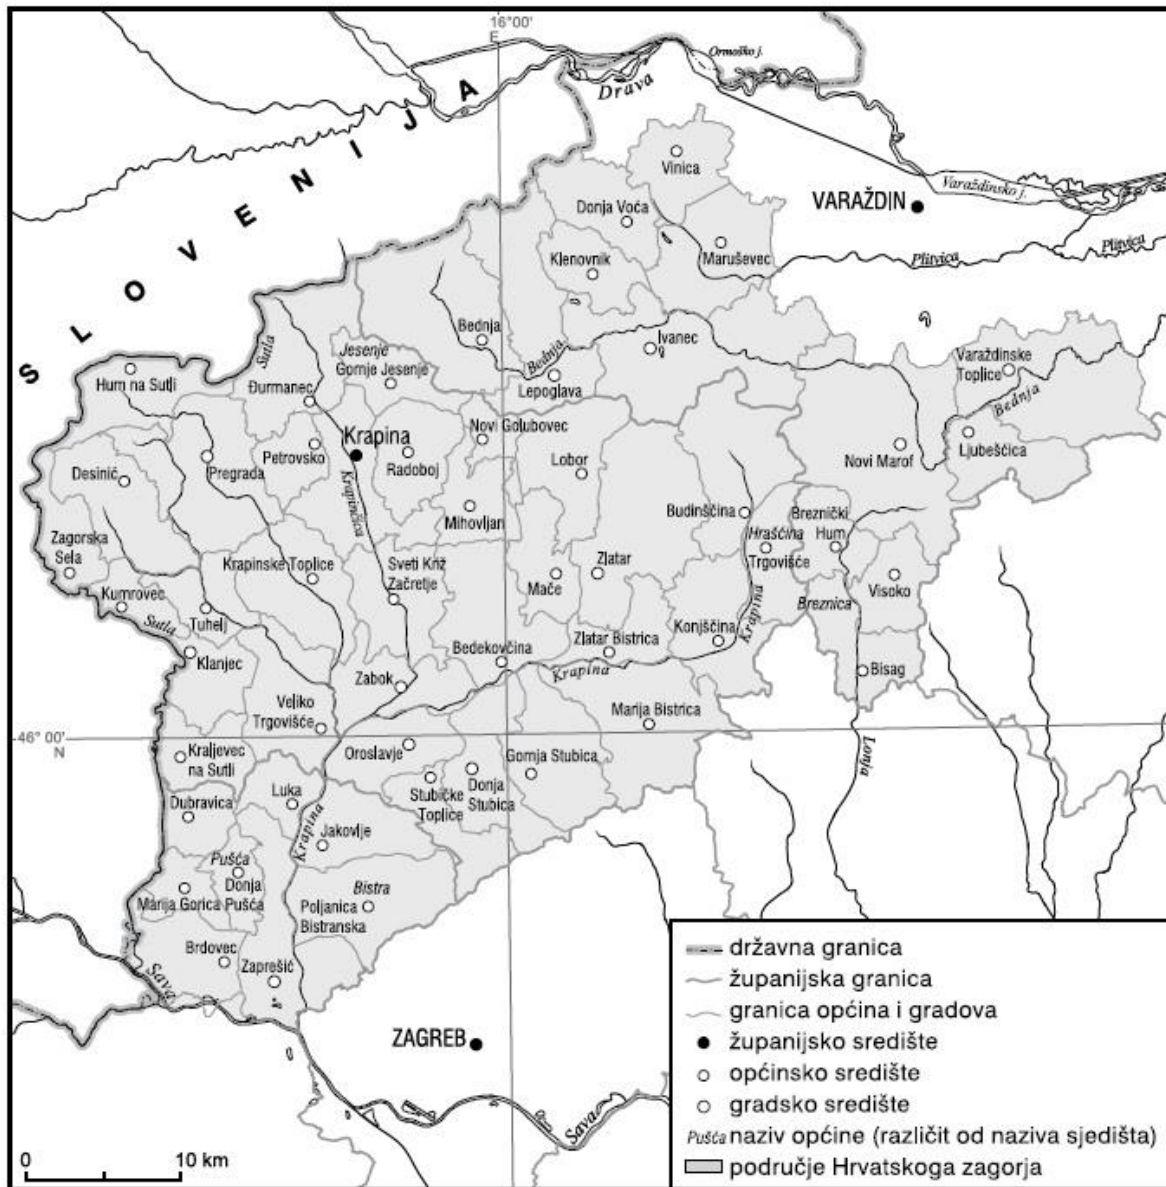 16°00'
E
Ormoško j.
Drava
SLOVENIJA
Vinica
Varaždinsko j.
VARAŽDIN
Donja Voća
Maruševec
Plitvica
Plitvica
Klenovnik
Bednja
Ivanec
Sutla
Jesenje
Gornje Jesenje
Bednja
Varaždinske
Toplice
Hum na Sutli
Đurmanec
Lepoglava
Bednja
Novi Golubovec
Krapina
Petrovsko
Radoboj
Novi Marof
Ljubešćica
Desinić
Pregrada
Lobor
Krapinčica
Mihovljan
Budinščina
Breznički
Hum
Hrašćina
Trgovišće
Zagorska
Sela
Krapinske Toplice
Sveti Križ
Začretje
Mače
Zlatar
Visoko
Kumrovec
Tuhelj
Breznica
Sutla
Klanjec
Konjščina
Krapina
Zlatar Bistrica
Bedekovčina
Krapina
Bisag
Zabok
Veliko
Trgovišće
Marija Bistrica
46° 00'
N
Kraljevec
na Sutli
Oroslavje
Gornja Stubica
Lonja
Stubičke
Toplice
Donja
Stubica
Dubravica
Luka
Krapina
Jakovlje
Pušća
Donja
Pušća
Marija Gorica
Bistra
Poljanica
Bistranska
Brdovec
Zaprešić
Sava
ZAGREB
Sava
državna granica
županijska granica
granica općina i gradova
županijsko središte
općinsko središte
gradsko središte
Pušća naziv općine (različit od naziva sjedišta)
područje Hrvatskoga zagorja
0 10 km